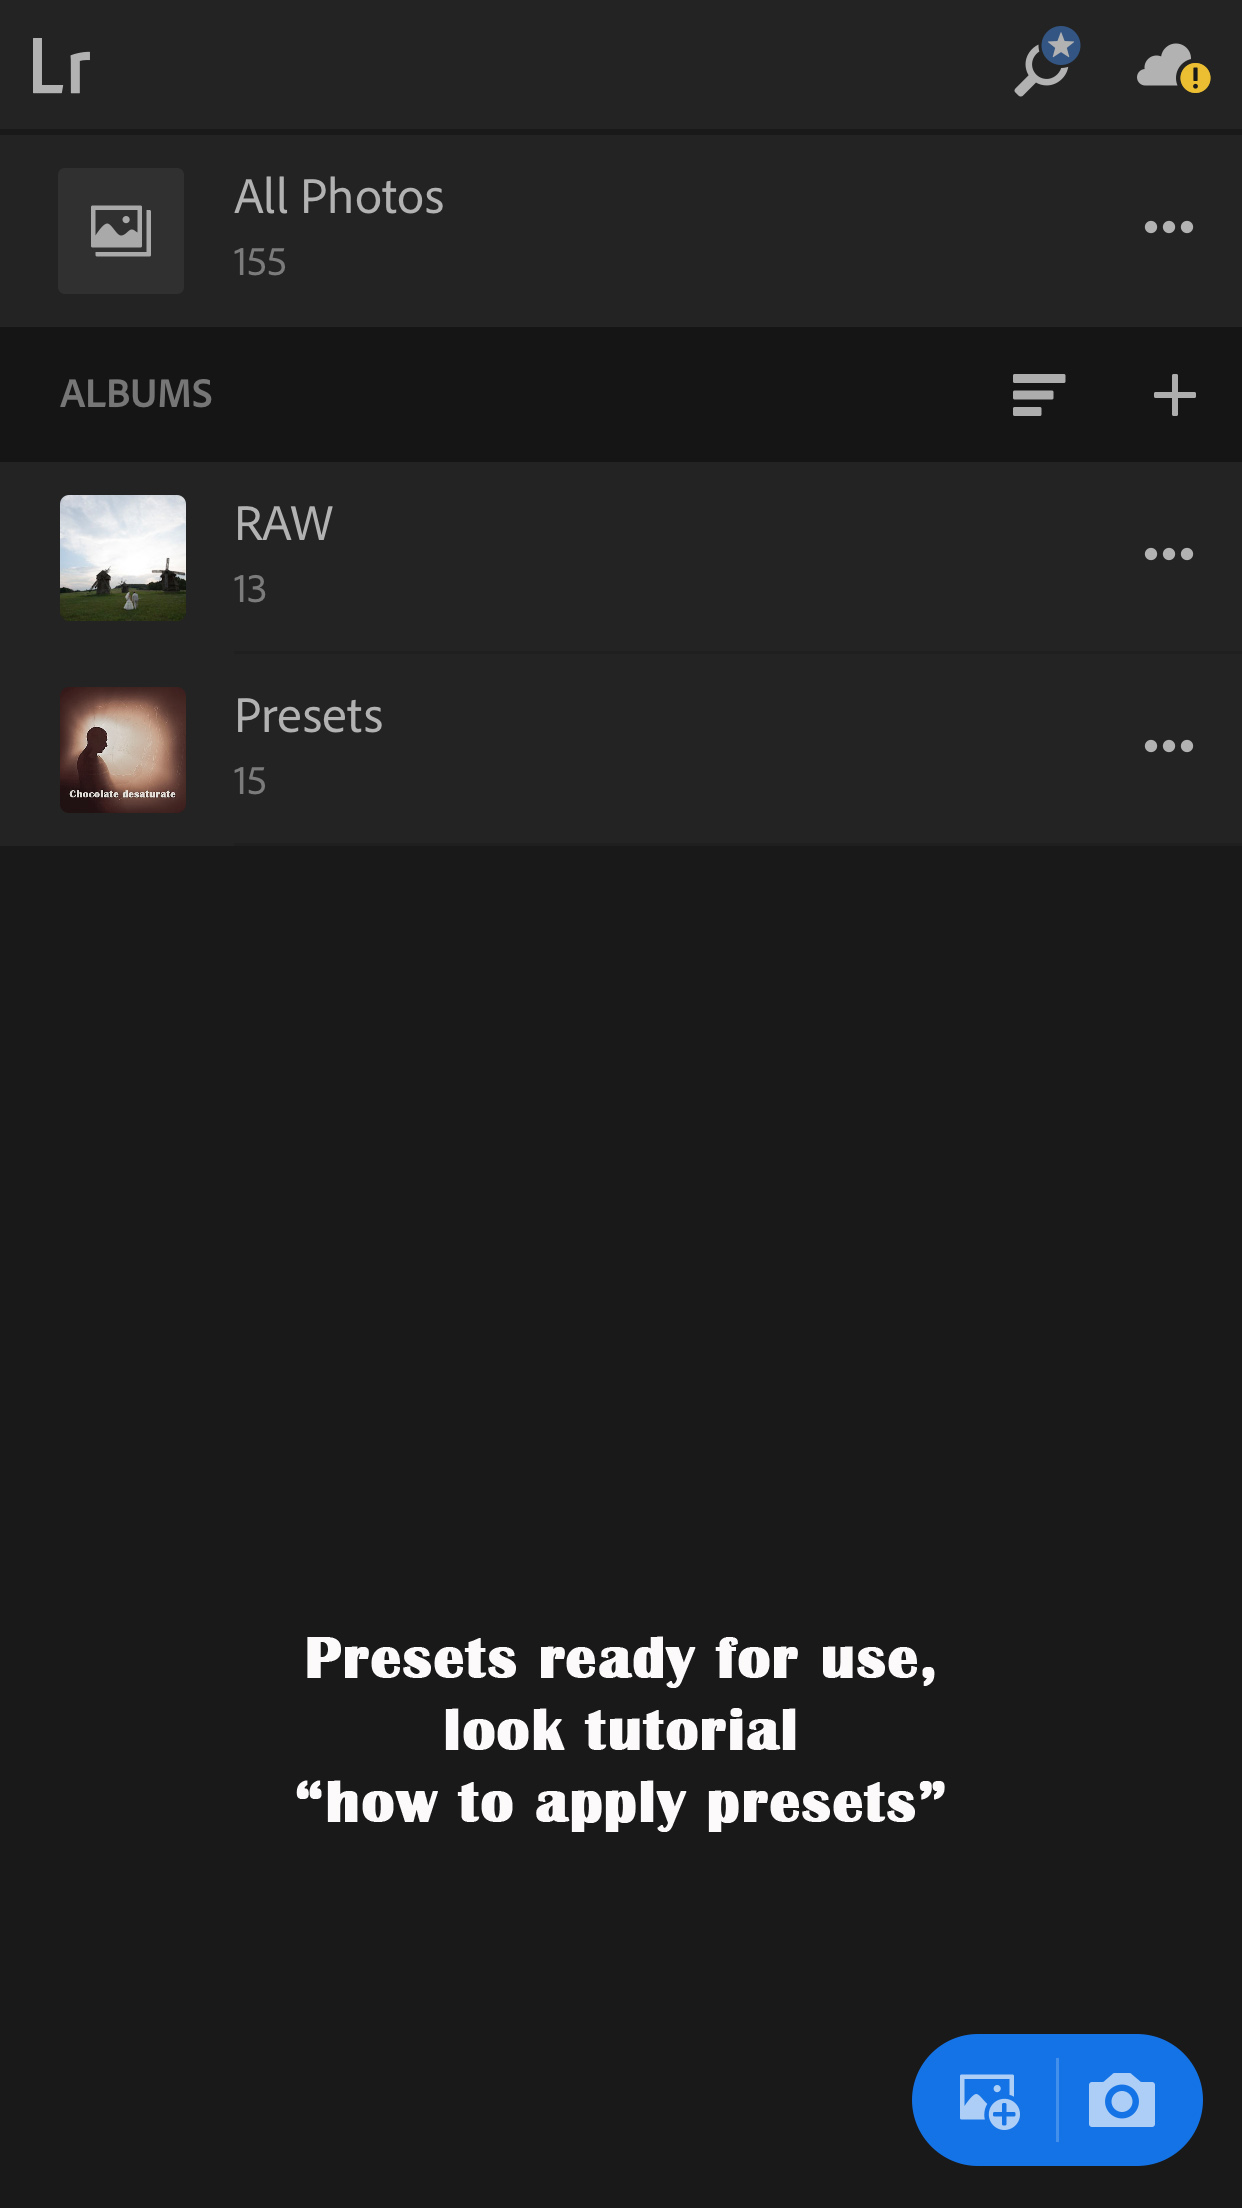 Lr
All Photos
155
ALBUMS
RAW
13
Presets
15
Chocolate desaturate
Presets ready for use,
look tutorial
“how to apply presets”